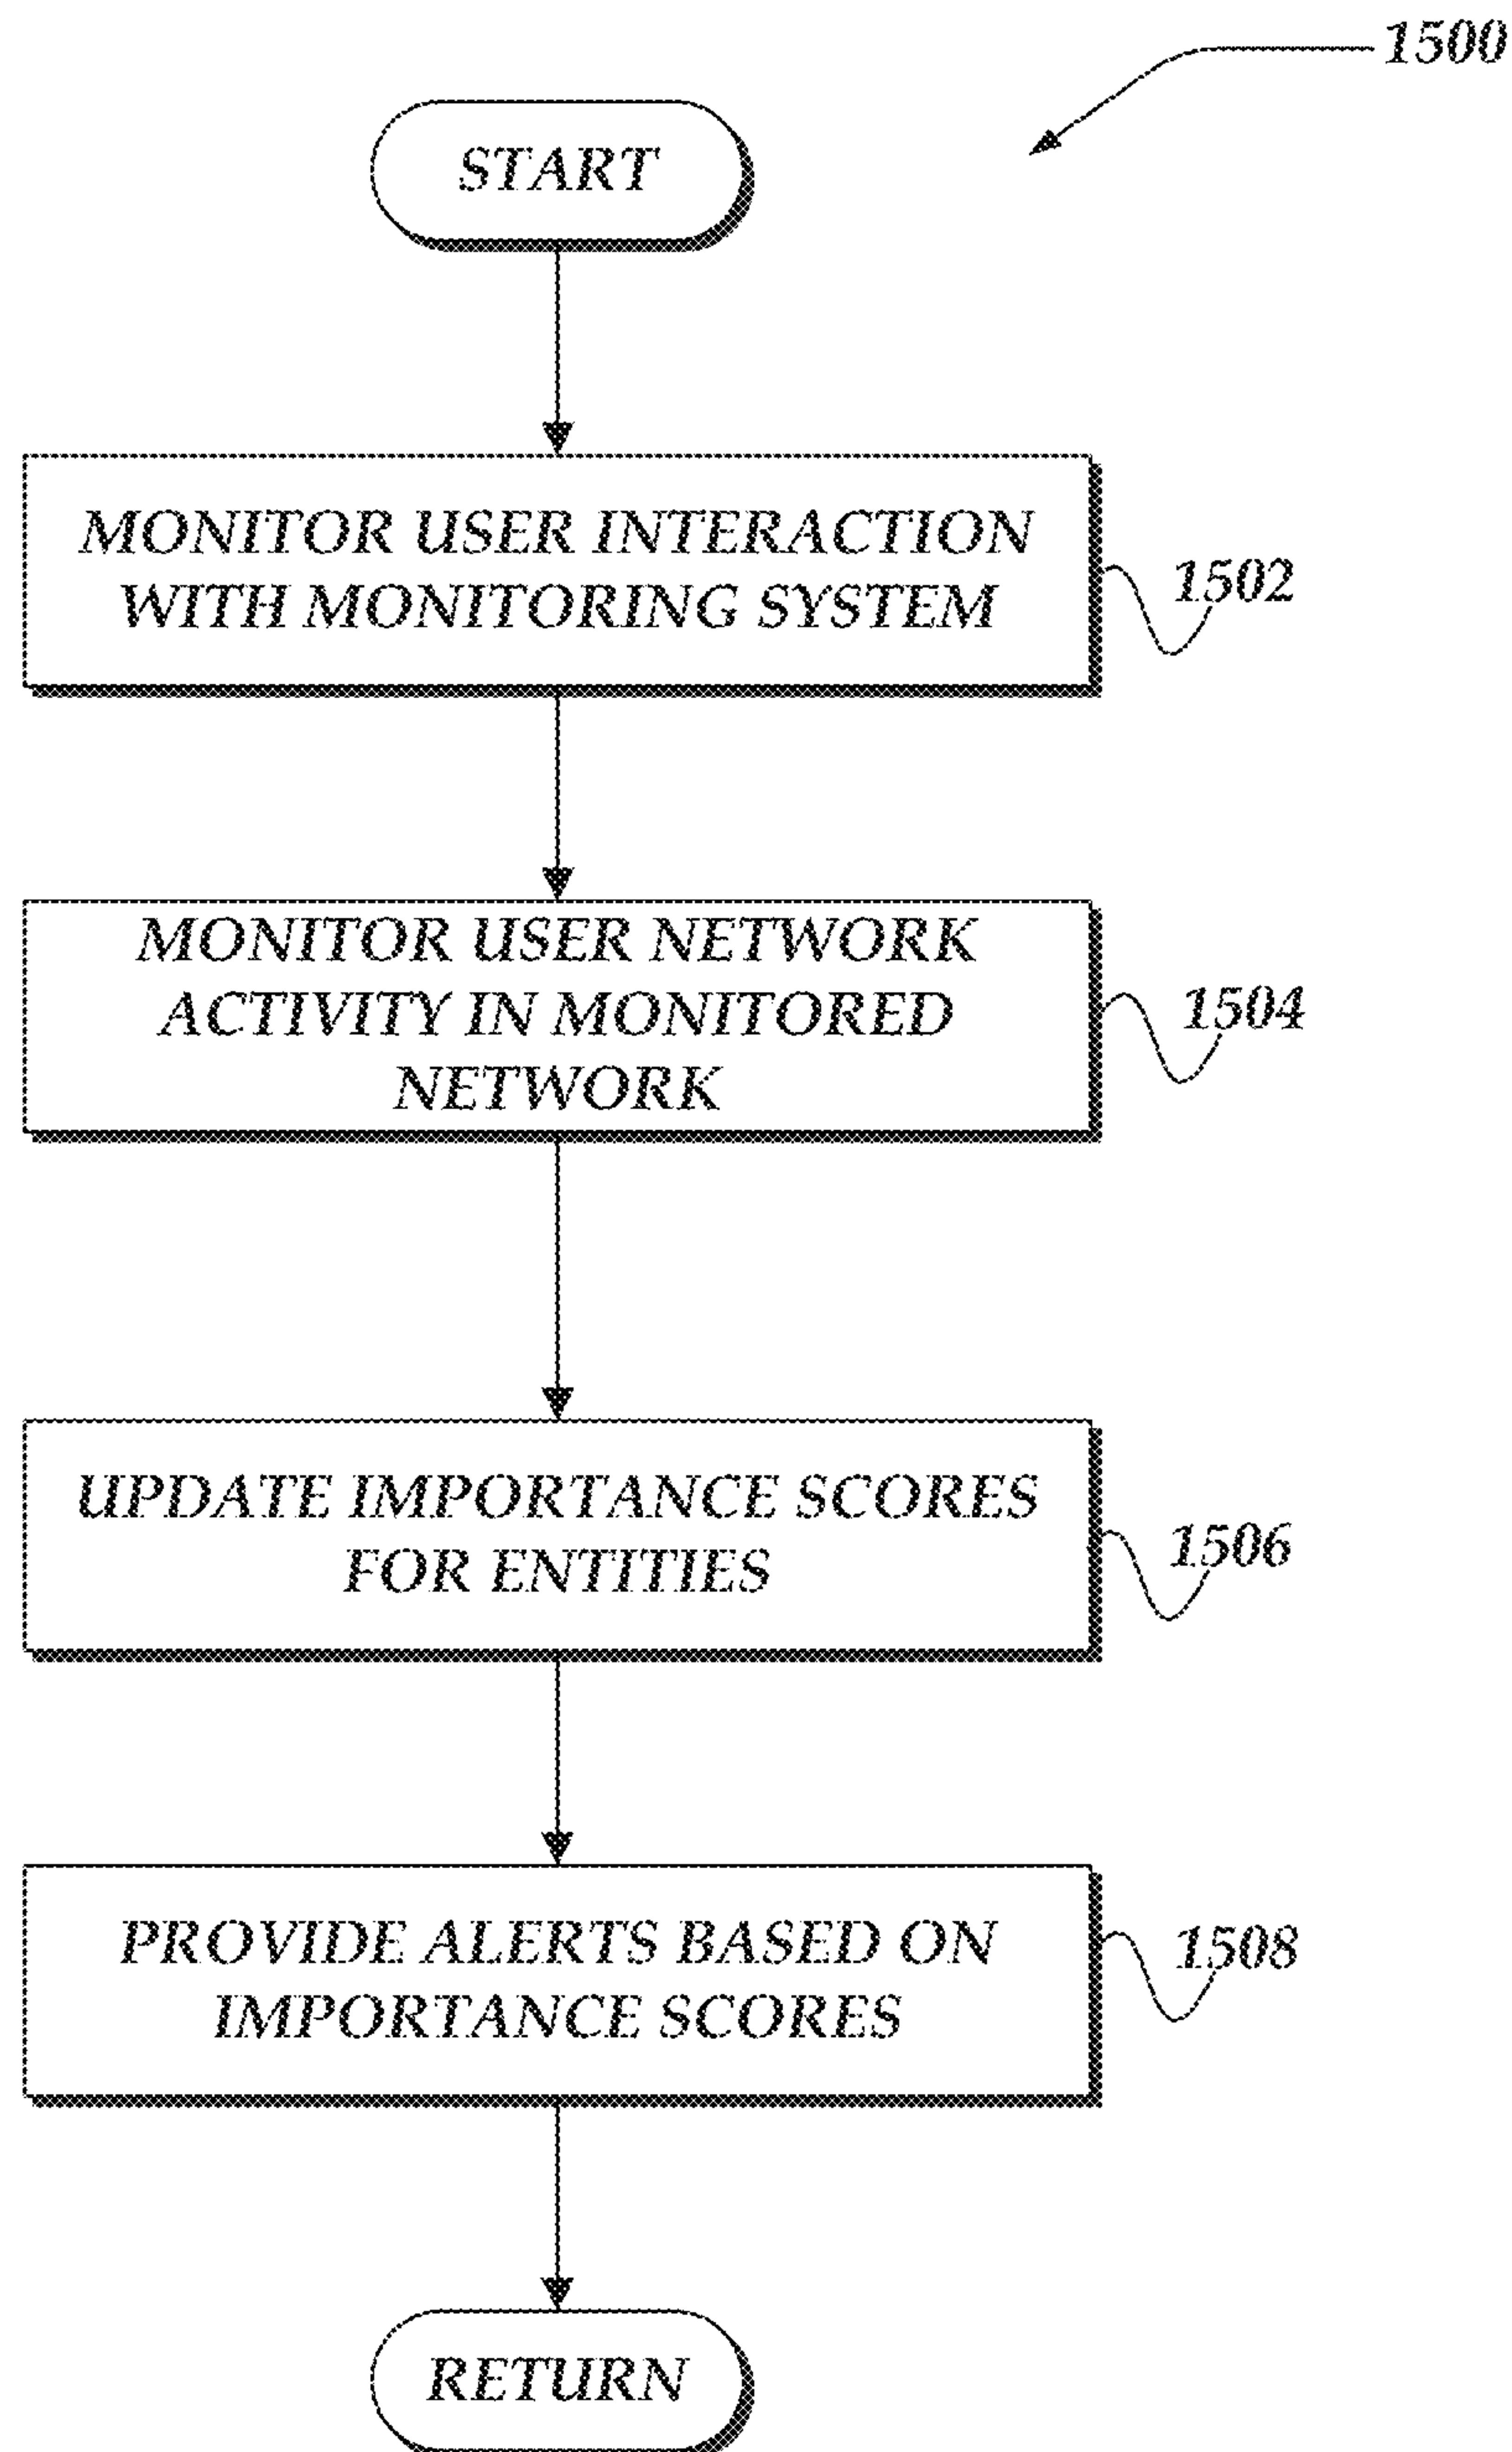 1500
START
MONITOR USER INTERACTION
WITH MONITORING SYSTEM
1502
MONITOR USER NETWORK
ACTIVITY IN MONITORED
NETWORK
1504
UPDATE IMPORTANCE SCORES
FOR ENTITIES
1506
PROVIDE ALERTS BASED ON
IMPORTANCE SCORES
1508
RETURN